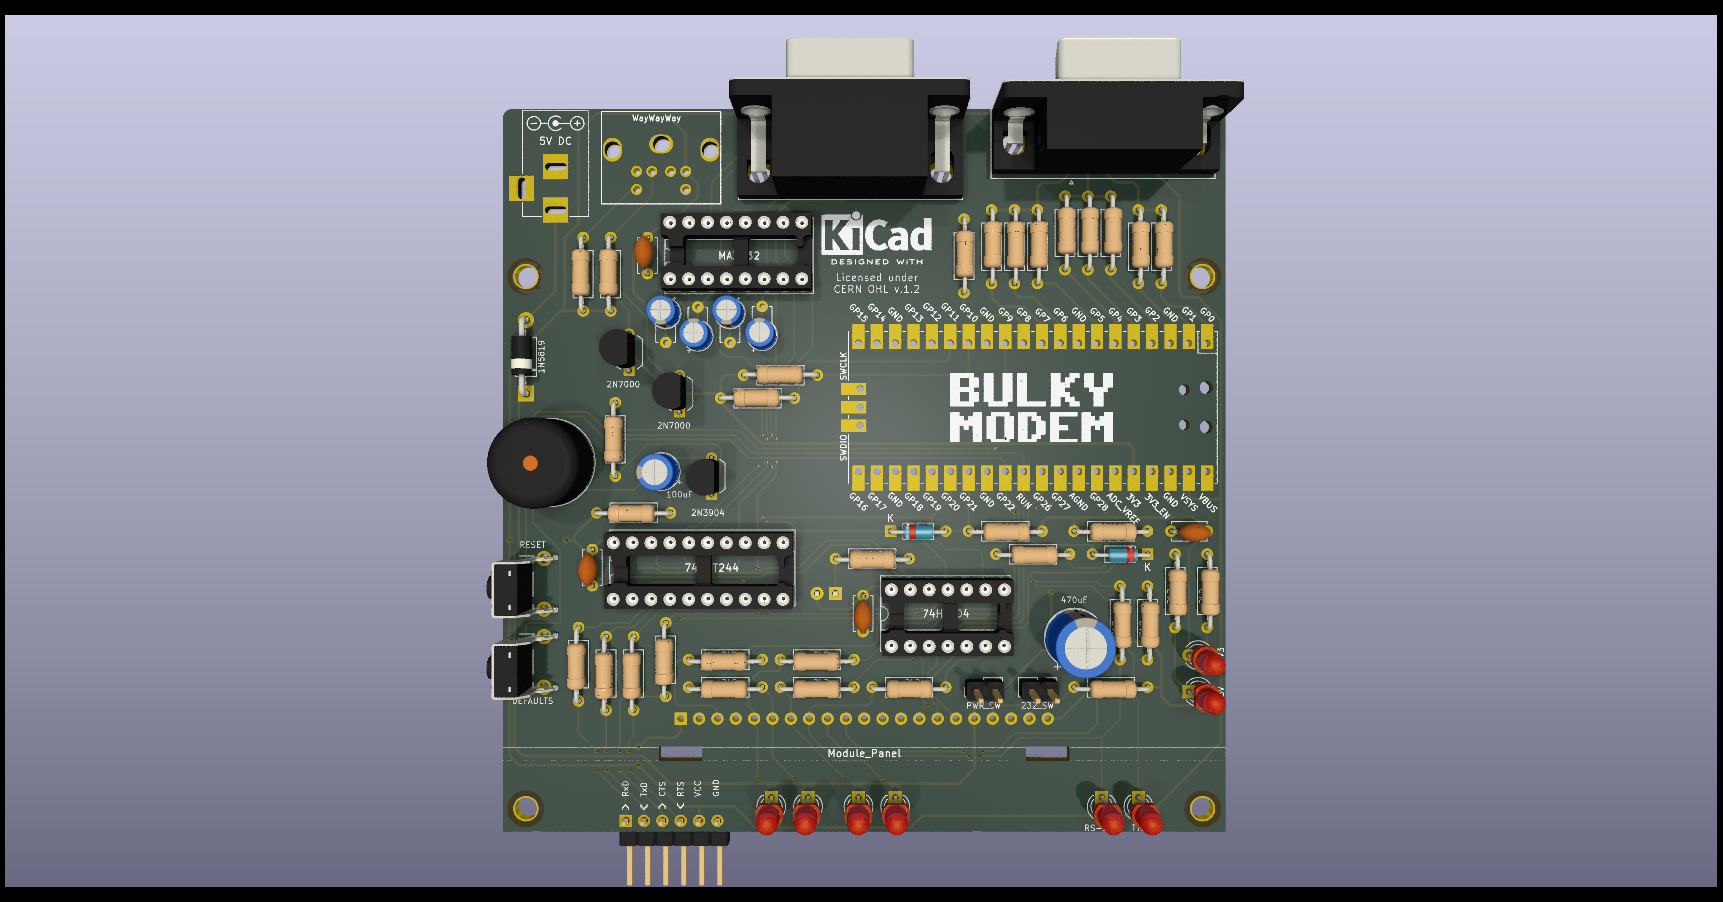 WayWayWay
5V DC
KiCad
DESIGNED WITH
Licensed under
CERN OHL v.1.2
1N5819
2N7000
2N7000
100uF
2N3904
GP15 GP14 GND GP13 GP12 GP11 GP10 GND GP9 GP8 GP7 GP6 GND GP5 GP4 GP3 GP2 GND GP1 GP0
SWCLK
BULKY
MODEM
SWDIO
GP16 GP17 GND GP18 GP19 GP20 GP21 GND GP22 RUN GP26 GP27 AGND GP28 ADC_VREF 3V3 3V3_EN GND VSYS VBUS
K
K
RESET
470uF
DEFAULTS
PWR_SW
232_SW
Module_Panel
> RxD
< TxD
> CTS
< RTS
VCC
GND